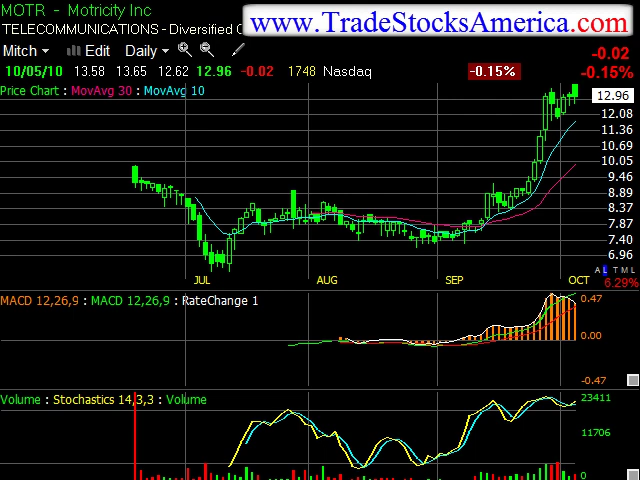 MOTR - Motricity Inc
www.TradeStocksAmerica.com
TELECOMMUNICATIONS - Diversified
Mitch Edit Daily
-0.02
10/05/10 13.58 13.65 12.62 12.96 -0.02 1748 Nasdaq -0.15% -0.15%
Price Chart : MovAvg 30 : MovAvg 10
12.96
12.08
11.36
10.69
10.05
9.46
8.89
8.37
7.87
7.40
6.96
JUL AUG SEP OCT
A L T M L
6.29%
MACD 12,26,9 : MACD 12,26,9 : RateChange 1
0.47
0.00
-0.47
Volume : Stochastics 14,3,3 : Volume
23411
11706
0